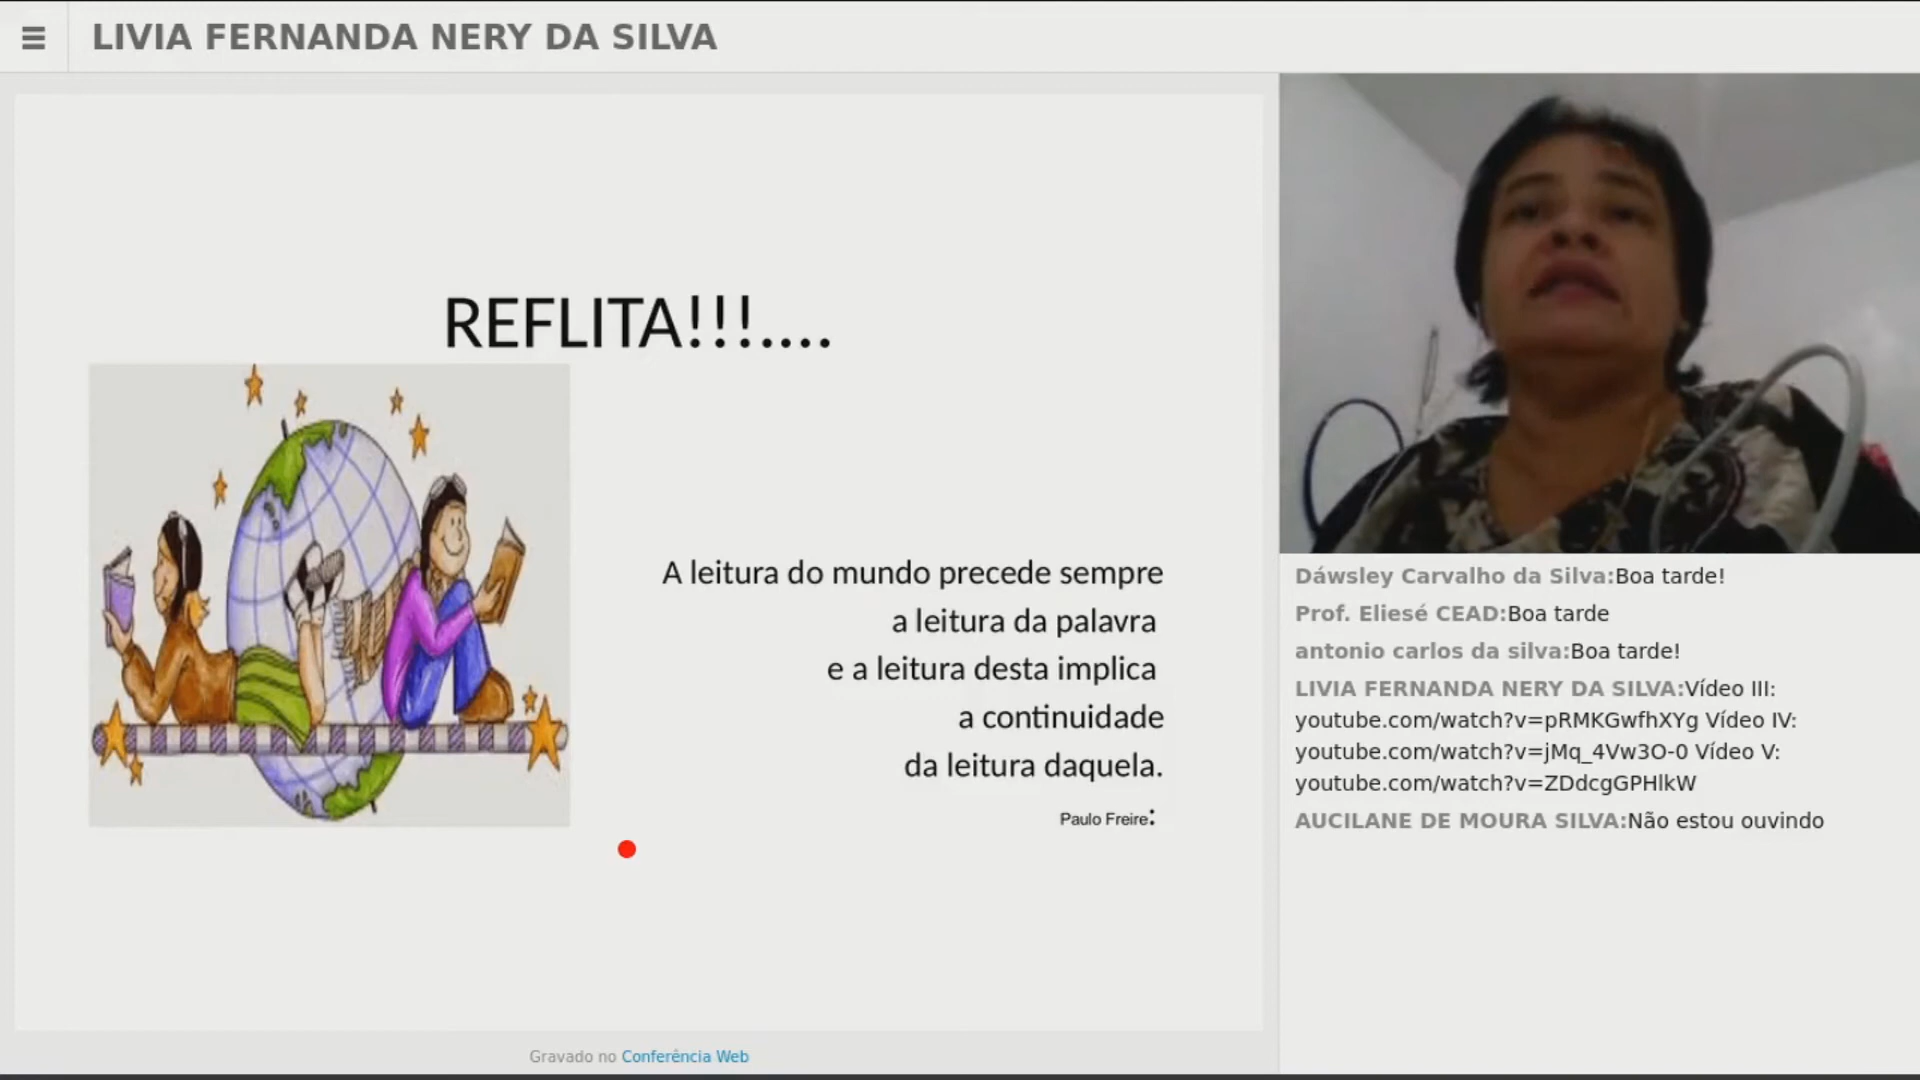 LIVIA FERNANDA NERY DA SILVA
REFLITA!!!....
A leitura do mundo precede sempre
a leitura da palavra
e a leitura desta implica
a continuidade
da leitura daquela.
Paulo Freire:
Gravado no Conferência Web
Dáwsley Carvalho da Silva:Boa tarde!
Prof. Eliesé CEAD:Boa tarde
antonio carlos da silva:Boa tarde!
LIVIA FERNANDA NERY DA SILVA:Vídeo III:
youtube.com/watch?v=pRMKGwfhXYg Vídeo IV:
youtube.com/watch?v=jMq_4Vw3O-0 Vídeo V:
youtube.com/watch?v=ZDdcgGPHlkW
AUCILANE DE MOURA SILVA:Não estou ouvindo